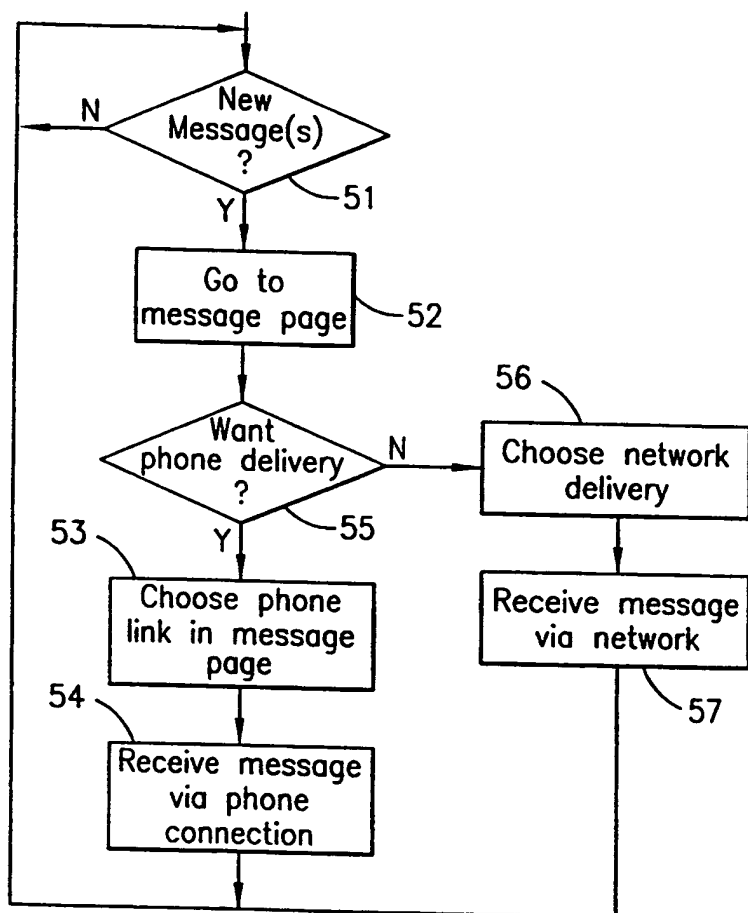 New
Message(s)
?
N
51
Y
Go to
message page
52
Want
phone delivery
?
N
55
Y
56
Choose network
delivery
53
Choose phone
link in message
page
Receive message
via network
57
54
Receive message
via phone
connection